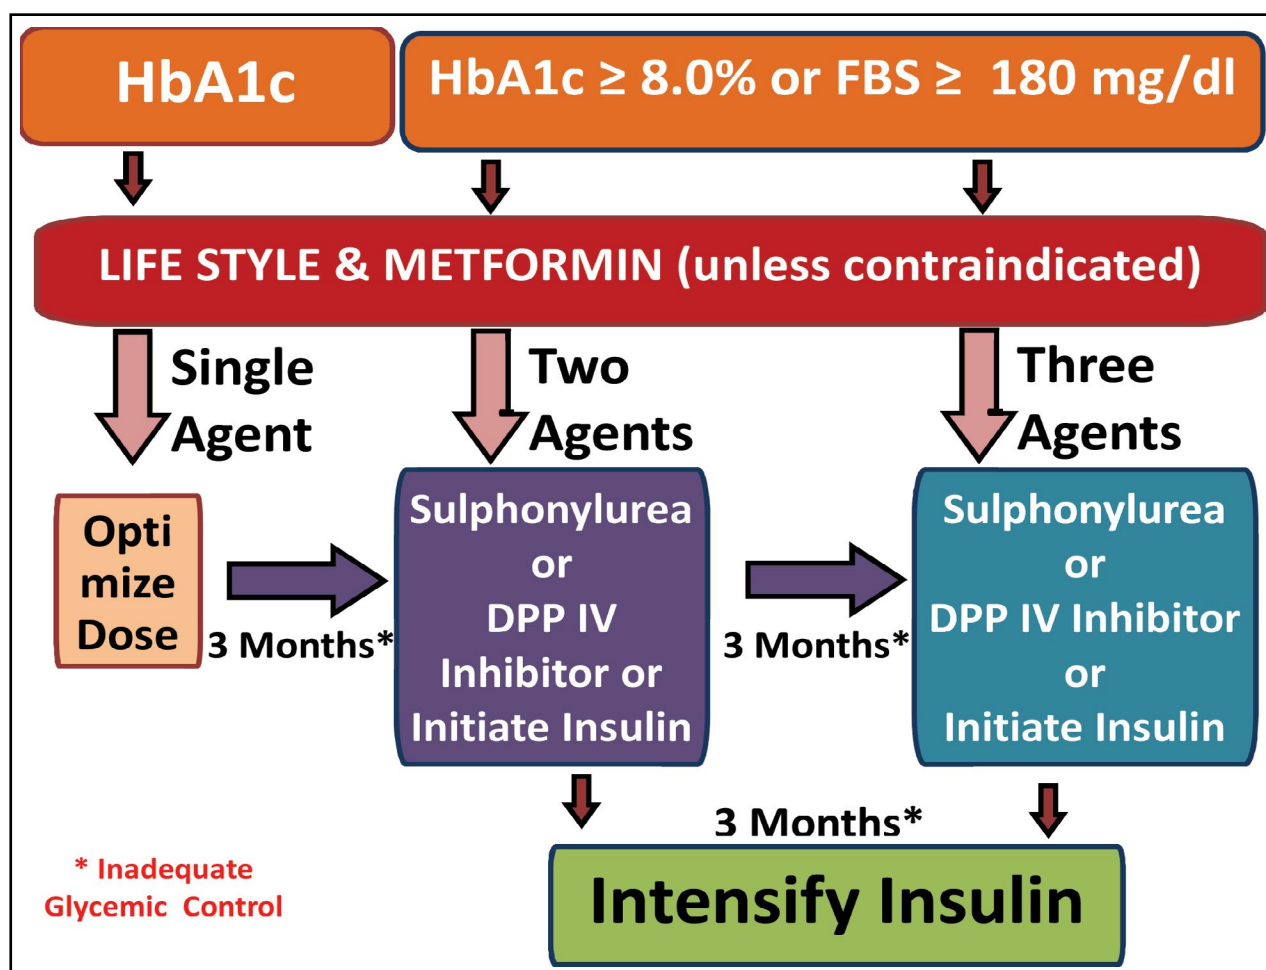 HbA1c
HbA1c ≥ 8.0% or FBS ≥ 180 mg/dl
LIFE STYLE & METFORMIN (unless contraindicated)
Single
Agent
Two
Agents
Three
Agents
Opti
mize
Dose
3 Months*
Sulphonylurea
or
DPP IV
Inhibitor or
Initiate Insulin
3 Months*
Sulphonylurea
or
DPP IV Inhibitor
or
Initiate Insulin
3 Months*
Intensify Insulin
* Inadequate
Glycemic Control